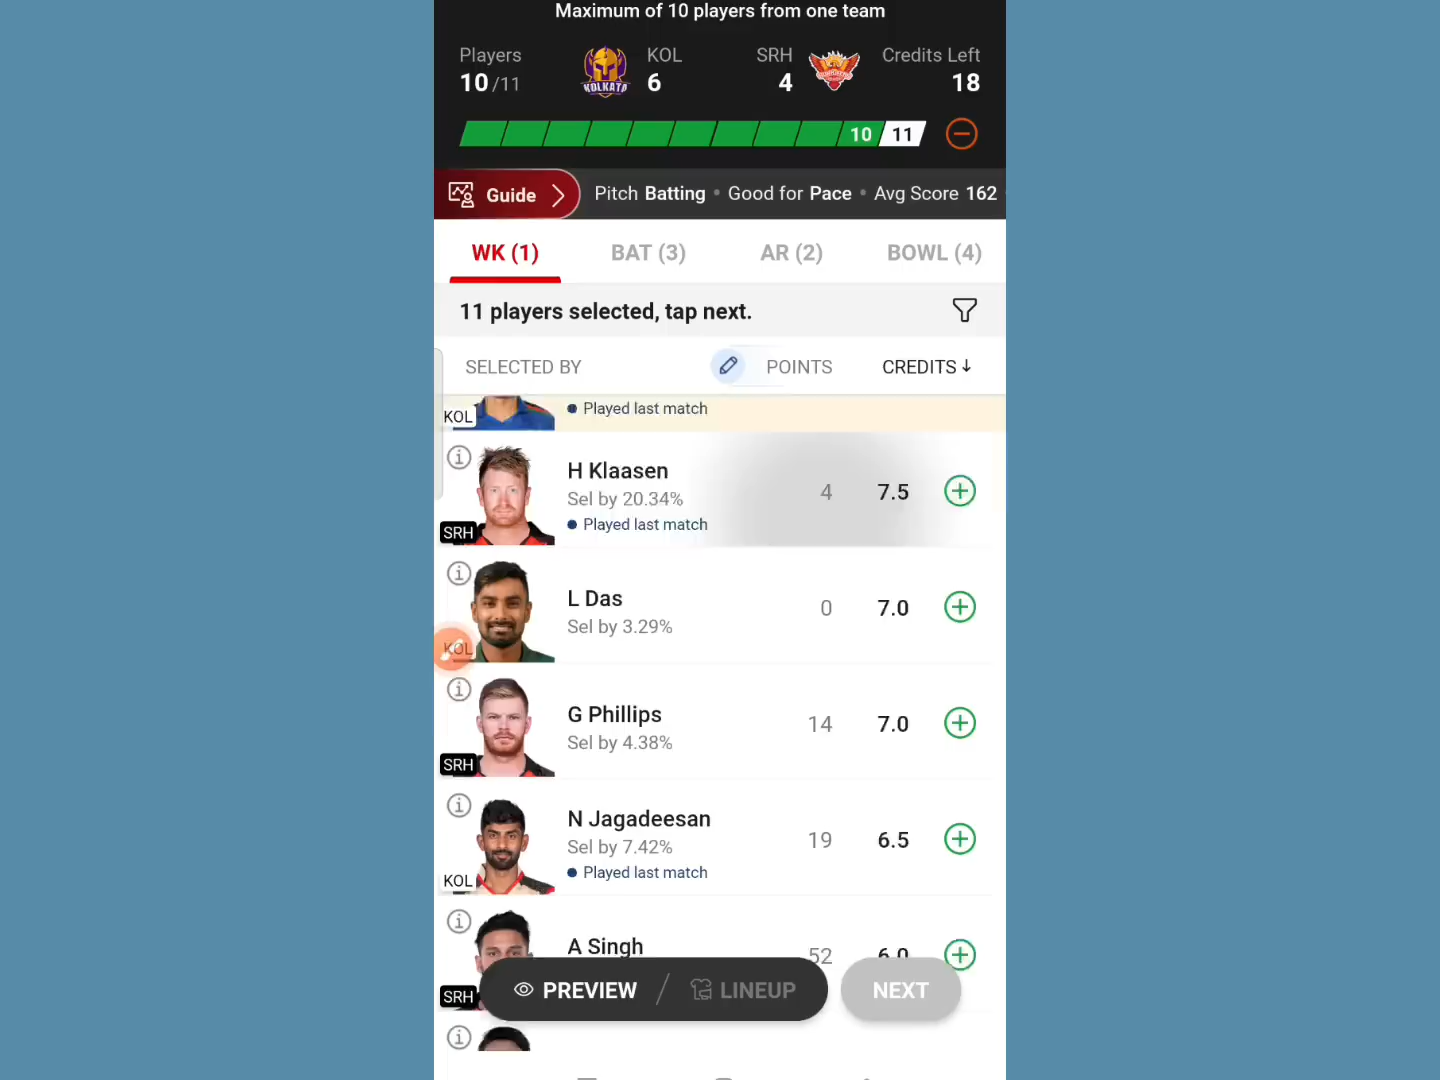 Maximum of 10 players from one team
Players KOL SRH Credits Left
10/11 6 4 18
KOLKATA
10 11
Guide Pitch Batting • Good for Pace • Avg Score 162
WK (1) BAT (3) AR (2) BOWL (4)
11 players selected, tap next.
SELECTED BY POINTS CREDITS↓
KOL Played last match
H Klaasen
Sel by 20.34% 4 7.5
Played last match
SRH
L Das
Sel by 3.29% 0 7.0
KOL
G Phillips
Sel by 4.38% 14 7.0
SRH
N Jagadeesan
Sel by 7.42% 19 6.5
Played last match
KOL
A Singh 52 6.0
SRH
PREVIEW / LINEUP NEXT